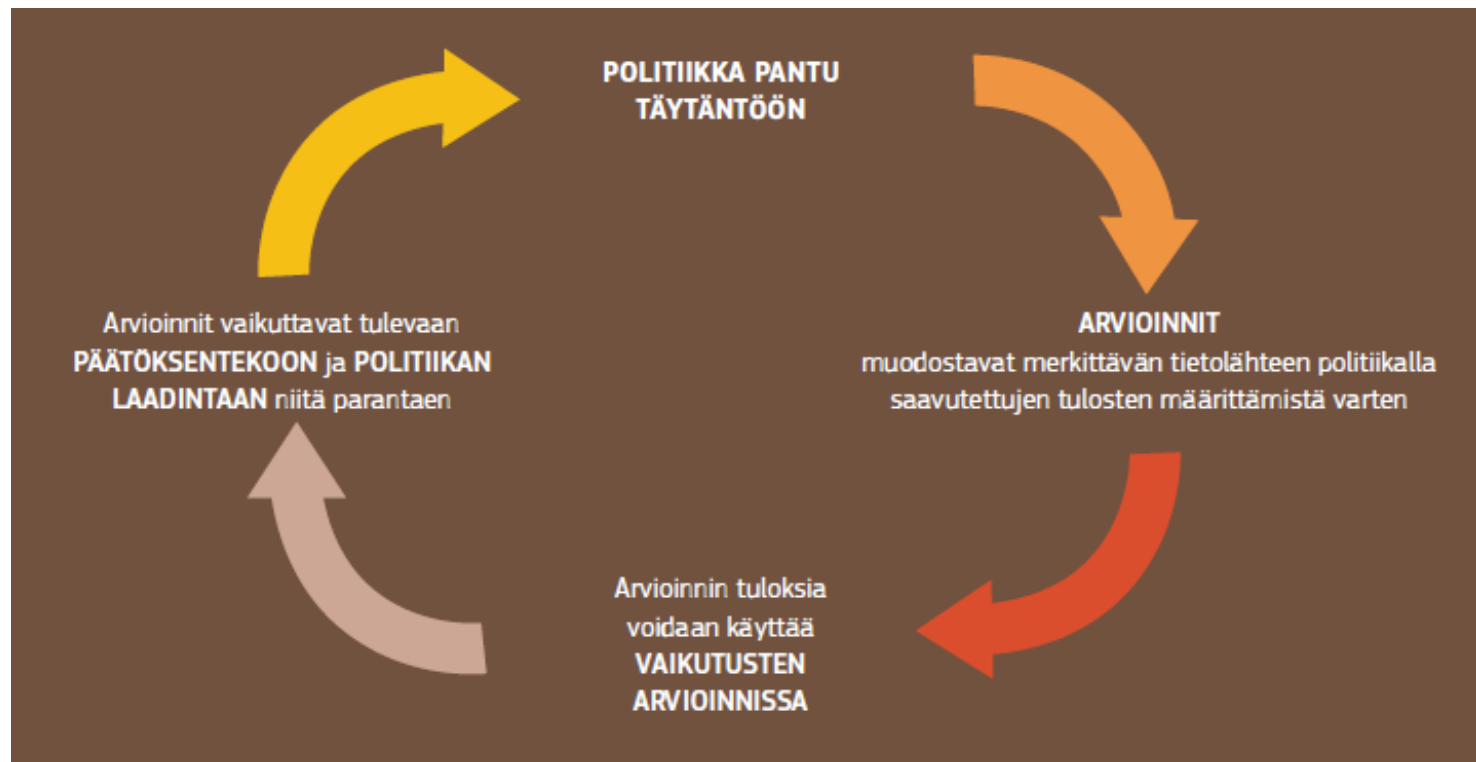 POLITIIKKA PANTU
TÄYTÄNTÖÖN
ARVIOINNIT
muodostavat merkittävän tietolähteen politiikalla
saavutettujen tulosten määrittämistä varten
Arvioinnin tuloksia
voidaan käyttää
VAIKUTUSTEN
ARVIOINNISSA
Arvioinnit vaikuttavat tulevaan
PÄÄTÖKSENTEKOON ja POLITIIKAN
LAADINTAAN niitä parantaen